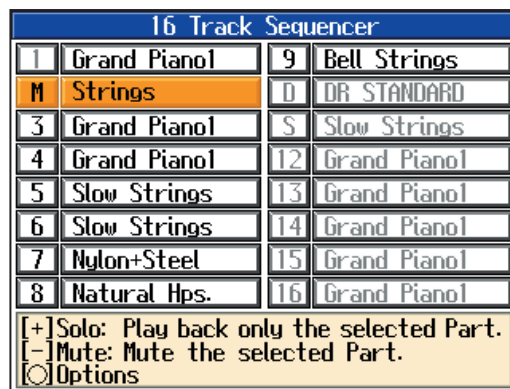 16 Track Sequencer
1 Grand Piano1 9 Bell Strings
M Strings D DR STANDARD
3 Grand Piano1 S Slow Strings
4 Grand Piano1 12 Grand Piano1
5 Slow Strings 13 Grand Piano1
6 Slow Strings 14 Grand Piano1
7 Nylon+Steel 15 Grand Piano1
8 Natural Hps. 16 Grand Piano1
[+]Solo: Play back only the selected Part.
[-]Mute: Mute the selected Part.
[○]Options